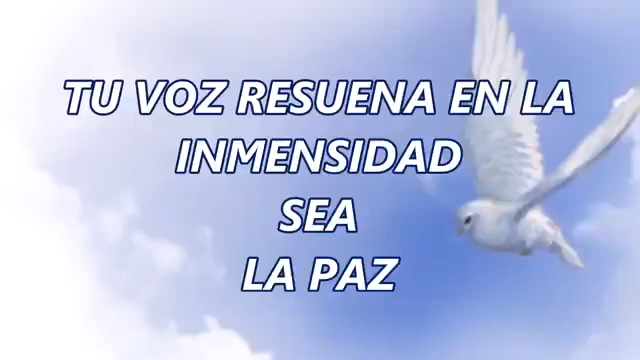 TU VOZ RESUENA EN LA
INMENSIDAD
SEA
LA PAZ